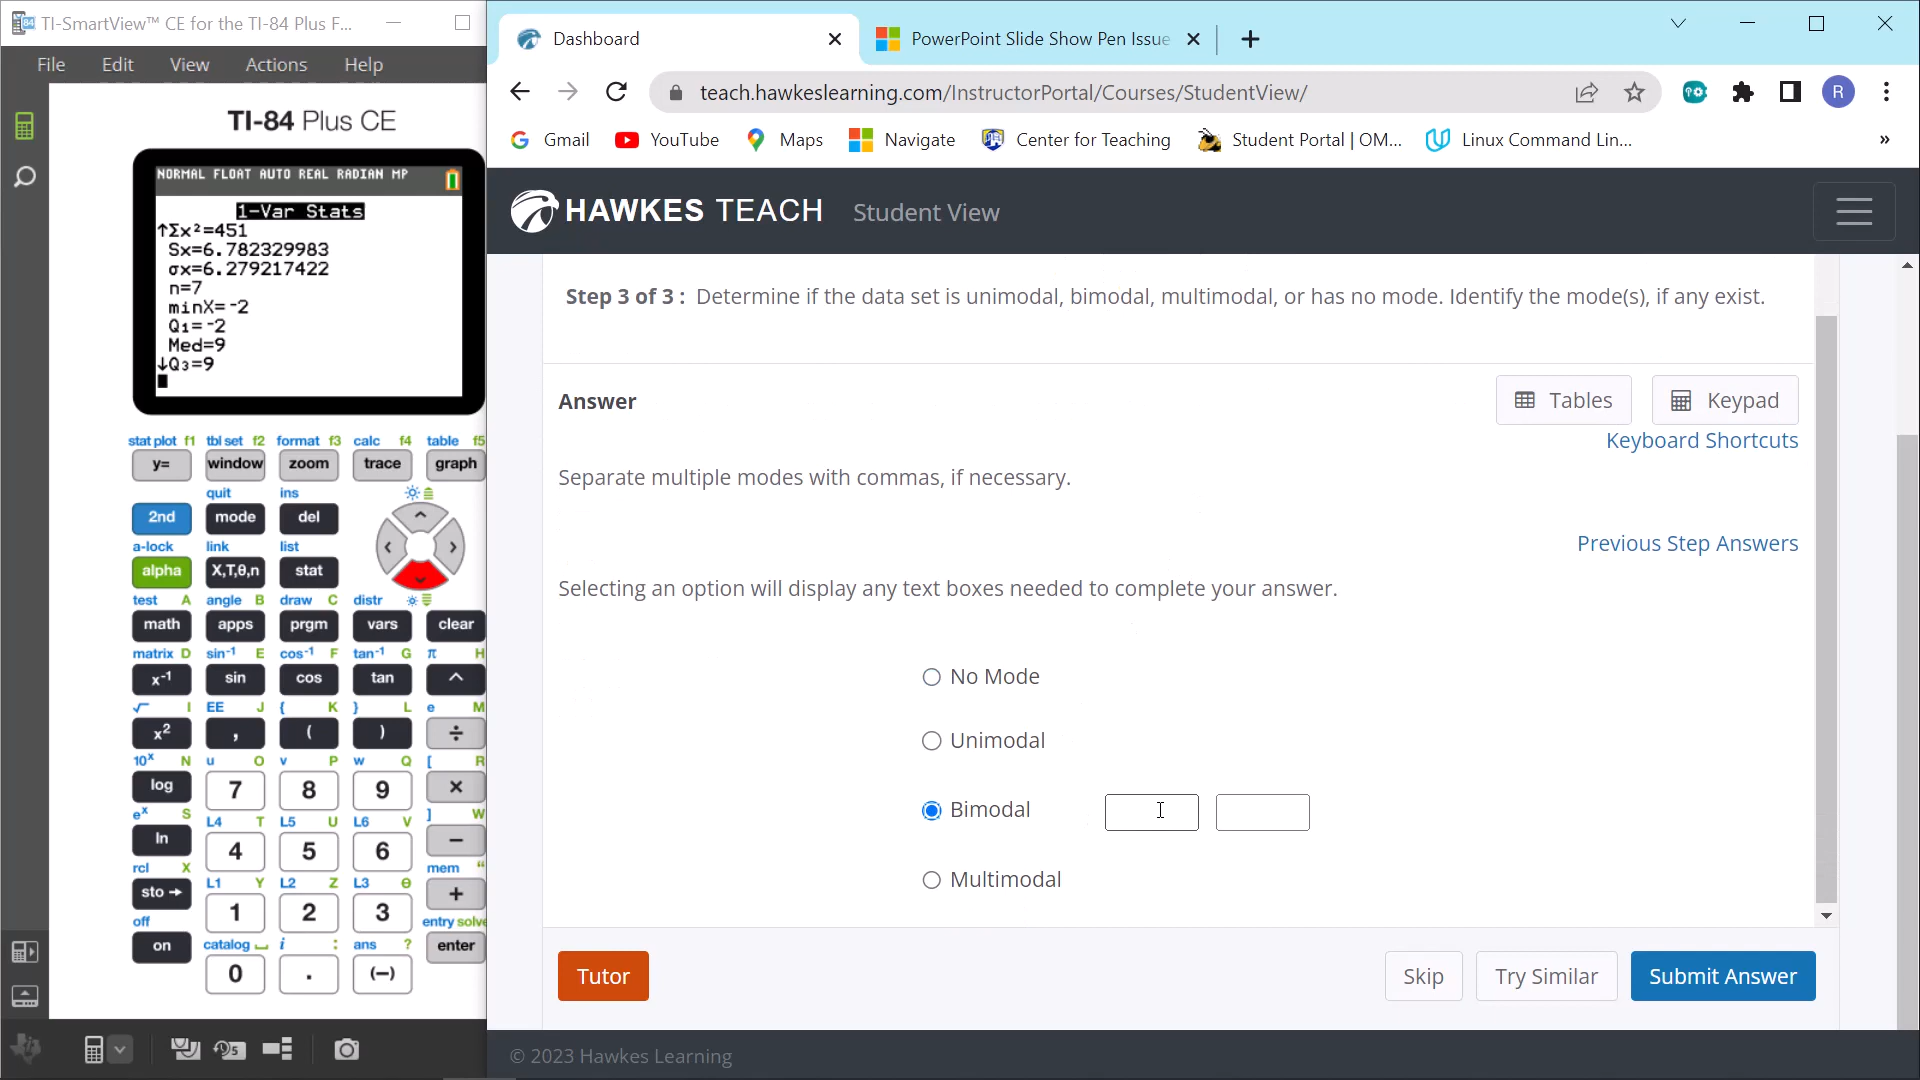 TI-SmartView™ CE for the TI-84 Plus F...
File Edit View Actions Help
TI-84 Plus CE
NORMAL FLOAT AUTO REAL RADIAN MP
1-Var Stats
↑Σx²=451
Sx=6.782329983
σx=6.279217422
n=7
minX=-2
Q₁=-2
Med=9
↓Q₃=9
stat plot f1 tbl set f2 format f3 calc f4 table f5
y= window zoom trace graph
quit ins
2nd mode del
a-lock link list
alpha X,T,θ,n stat
test A angle B draw C distr
math apps prgm vars clear
matrix D sin⁻¹ E cos⁻¹ F tan⁻¹ G π H
x⁻¹ sin cos tan ^
√ I EE J { K } L e M
x² , ( ) ÷
10ˣ N u O v P w Q [ R
log 7 8 9 ×
eˣ S L4 T L5 U L6 V ] W
ln 4 5 6 −
rcl X L1 Y L2 Z L3 θ mem "
sto→ 1 2 3 +
off catalog i : ans ? entry solve
on 0 . (−) enter
Dashboard
PowerPoint Slide Show Pen Issue
teach.hawkeslearning.com/InstructorPortal/Courses/StudentView/
R
Gmail YouTube Maps Navigate Center for Teaching Student Portal | OM... Linux Command Lin... »
HAWKES TEACH Student View
Step 3 of 3 : Determine if the data set is unimodal, bimodal, multimodal, or has no mode. Identify the mode(s), if any exist.
Answer
Tables
Keypad
Keyboard Shortcuts
Separate multiple modes with commas, if necessary.
Previous Step Answers
Selecting an option will display any text boxes needed to complete your answer.
No Mode
Unimodal
Bimodal
Multimodal
Tutor
Skip
Try Similar
Submit Answer
© 2023 Hawkes Learning